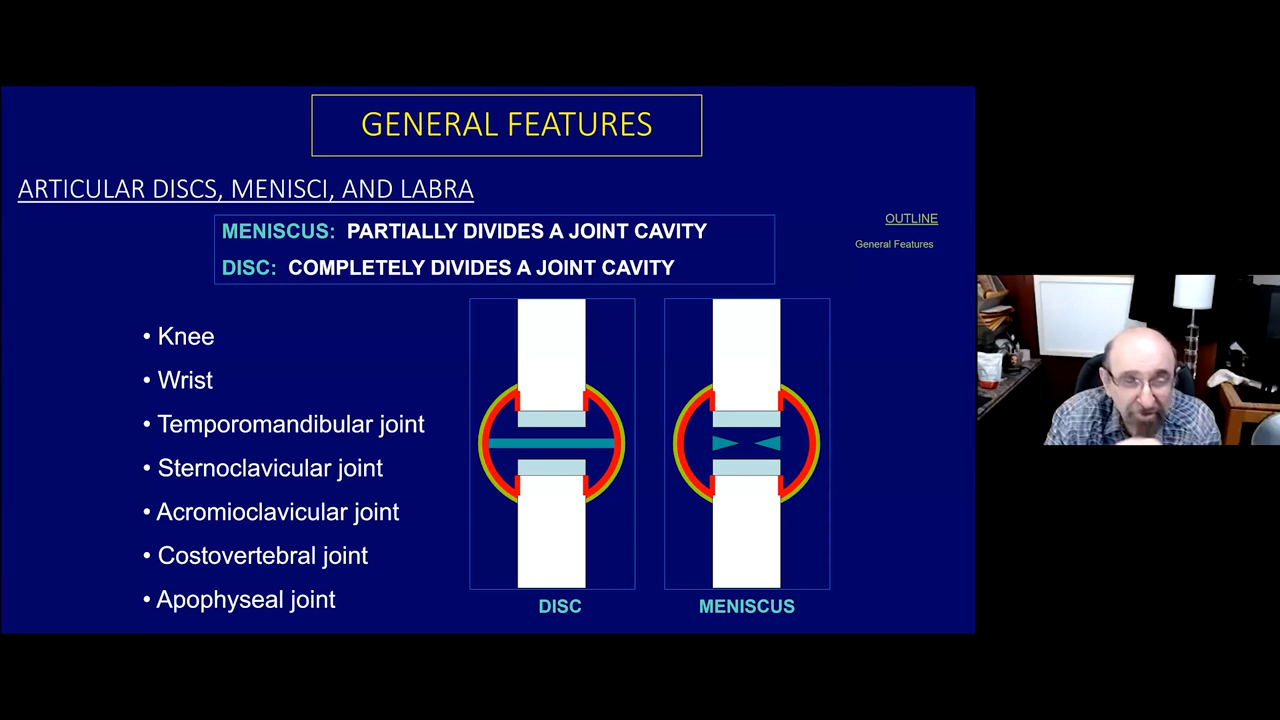 GENERAL FEATURES
ARTICULAR DISCS, MENISCI, AND LABRA
MENISCUS: PARTIALLY DIVIDES A JOINT CAVITY
DISC: COMPLETELY DIVIDES A JOINT CAVITY
OUTLINE
General Features
• Knee
• Wrist
• Temporomandibular joint
• Sternoclavicular joint
• Acromioclavicular joint
• Costovertebral joint
• Apophyseal joint
DISC
MENISCUS